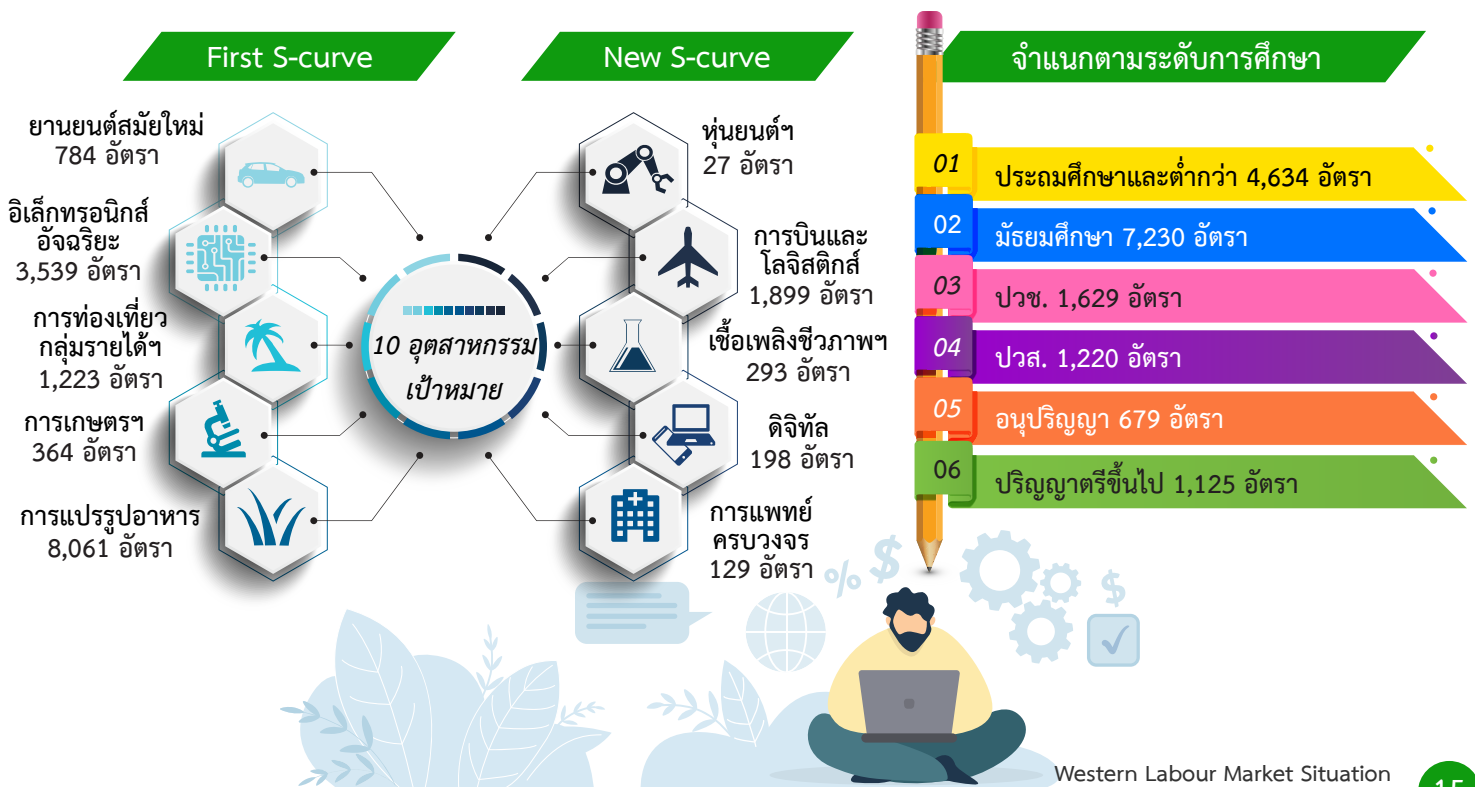 First S-curve
ยานยนต์สมัยใหม่
784 อัตรา
อิเล็กทรอนิกส์
อัจฉริยะ
3,539 อัตรา
การท่องเที่ยว
กลุ่มรายได้ฯ
1,223 อัตรา
การเกษตรฯ
364 อัตรา
การแปรรูปอาหาร
8,061 อัตรา
10 อุตสาหกรรม
เป้าหมาย
New S-curve
หุ่นยนต์ฯ
27 อัตรา
การบินและ
โลจิสติกส์
1,899 อัตรา
เชื้อเพลิงชีวภาพฯ
293 อัตรา
ดิจิทัล
198 อัตรา
การแพทย์
ครบวงจร
129 อัตรา
จำแนกตามระดับการศึกษา
01 ประถมศึกษาและต่ำกว่า 4,634 อัตรา
02 มัธยมศึกษา 7,230 อัตรา
03 ปวช. 1,629 อัตรา
04 ปวส. 1,220 อัตรา
05 อนุปริญญา 679 อัตรา
06 ปริญญาตรีขึ้นไป 1,125 อัตรา
% $ $
Western Labour Market Situation
15